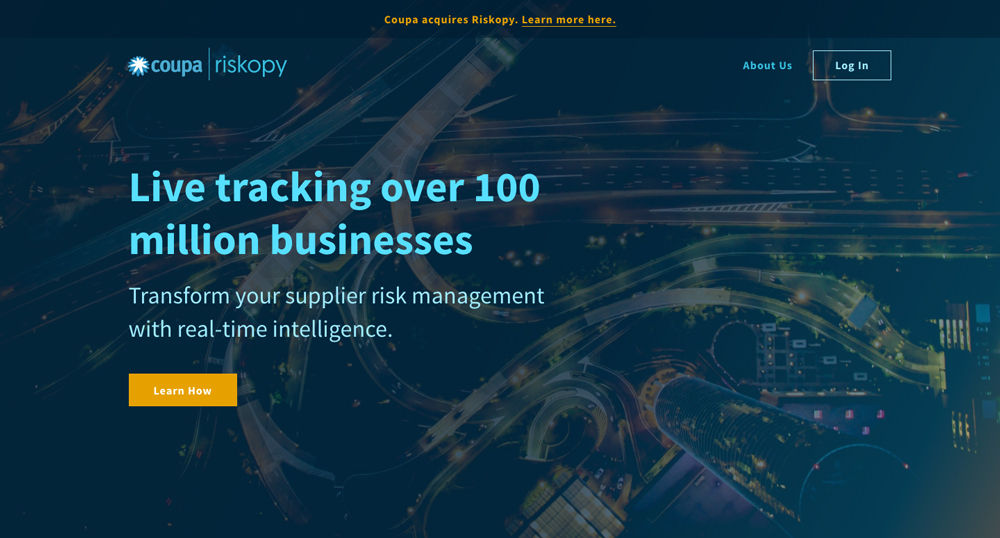 Coupa acquires Riskopy. Learn more here.
coupa | riskopy
About Us
Log In
Live tracking over 100
million businesses
Transform your supplier risk management
with real-time intelligence.
Learn How